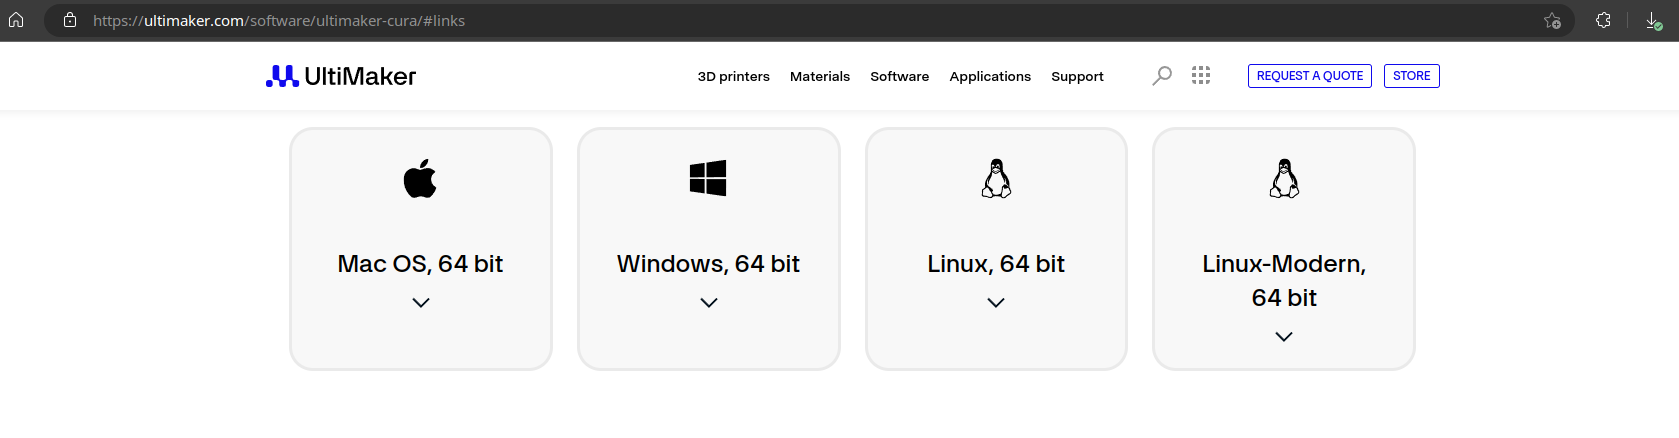 https://ultimaker.com/software/ultimaker-cura/#links
UltiMaker
3D printers
Materials
Software
Applications
Support
REQUEST A QUOTE
STORE
Mac OS, 64 bit
Windows, 64 bit
Linux, 64 bit
Linux-Modern,
64 bit